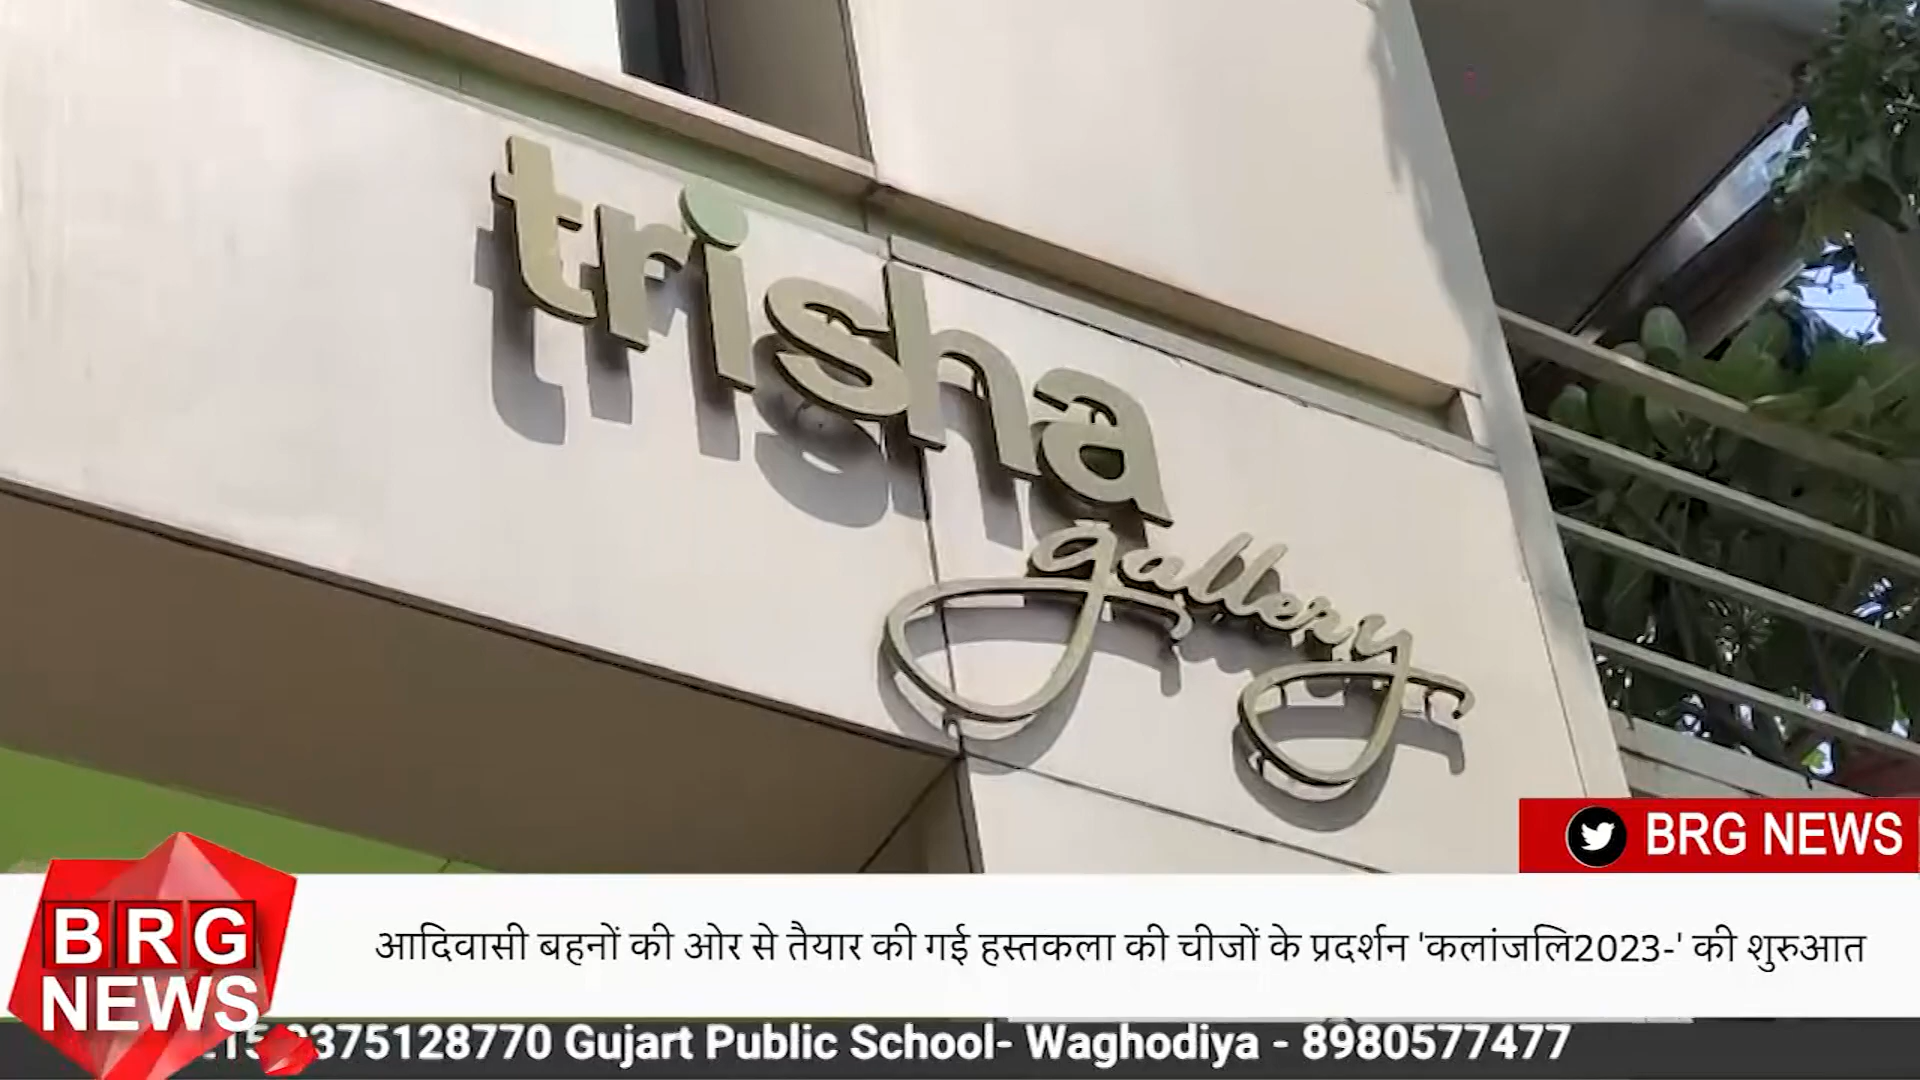 trisha
gallery
BRG NEWS
BRG
NEWS
आदिवासी बहनों की ओर से तैयार की गई हस्तकला की चीजों के प्रदर्शन 'कलांजलि2023-' की शुरुआत
375128770 Gujart Public School- Waghodiya - 8980577477